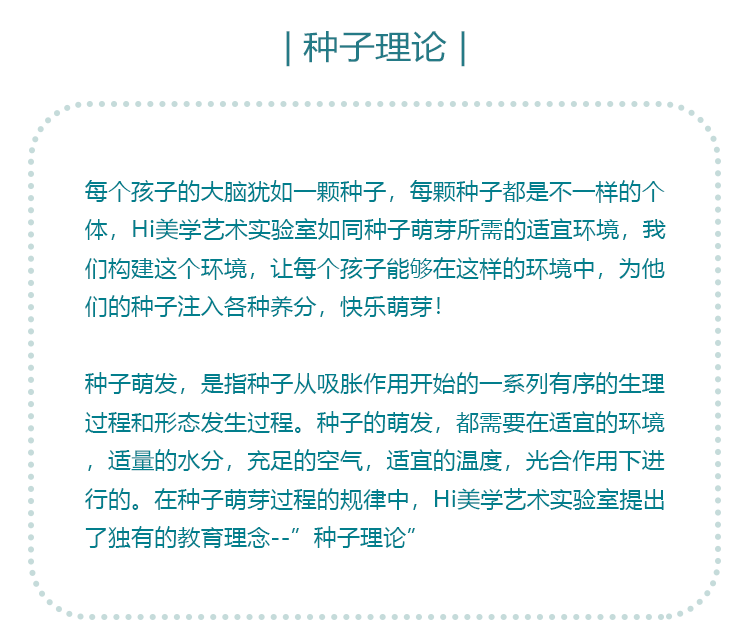 | 种子理论 |
每个孩子的大脑犹如一颗种子，每颗种子都是不一样的个
体，Hi美学艺术实验室如同种子萌芽所需的适宜环境，我
们构建这个环境，让每个孩子能够在这样的环境中，为他
们的种子注入各种养分，快乐萌芽！
种子萌发，是指种子从吸胀作用开始的一系列有序的生理
过程和形态发生过程。种子的萌发，都需要在适宜的环境
，适量的水分，充足的空气，适宜的温度，光合作用下进
行的。在种子萌芽过程的规律中，Hi美学艺术实验室提出
了独有的教育理念--”种子理论”